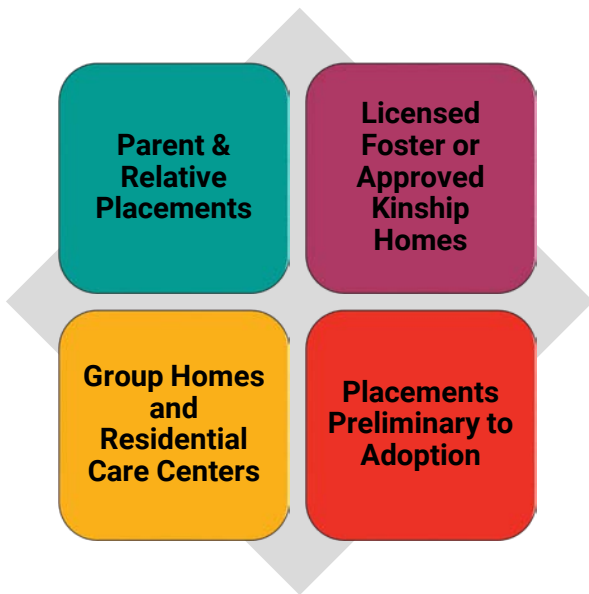 Parent &
Relative
Placements
Licensed
Foster or
Approved
Kinship
Homes
Group Homes
and
Residential
Care Centers
Placements
Preliminary to
Adoption